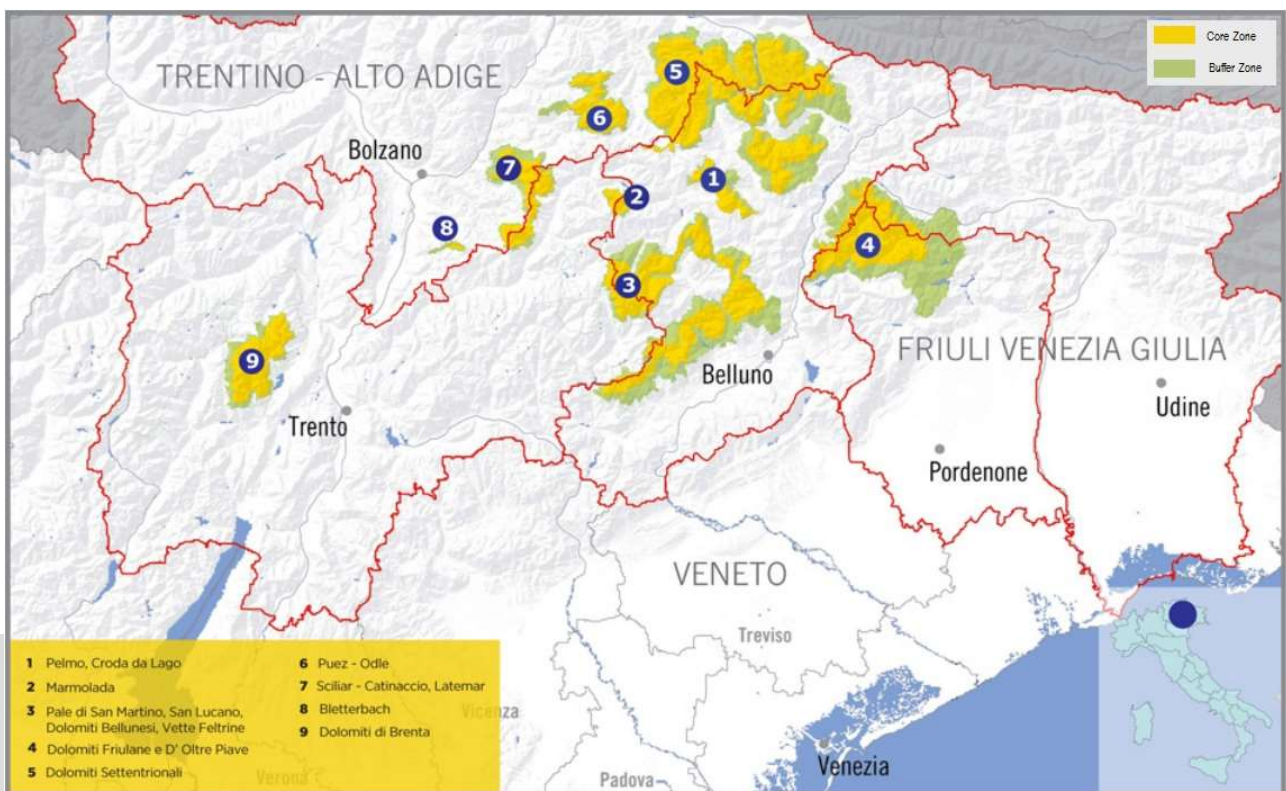 Core Zone
Buffer Zone
TRENTINO - ALTO ADIGE
5
6
Bolzano
7
1
2
8
4
3
9
FRIULI VENEZIA GIULIA
Belluno
Udine
Trento
Pordenone
VENETO
Treviso
Vicenza
Verona
Padova
Venezia
1 Pelmo, Croda da Lago
2 Marmolada
3 Pale di San Martino, San Lucano,
Dolomiti Bellunesi, Vette Feltrine
4 Dolomiti Friulane e D' Oltre Piave
5 Dolomiti Settentrionali
6 Puez - Odle
7 Sciliar - Catinaccio, Latemar
8 Bletterbach
9 Dolomiti di Brenta